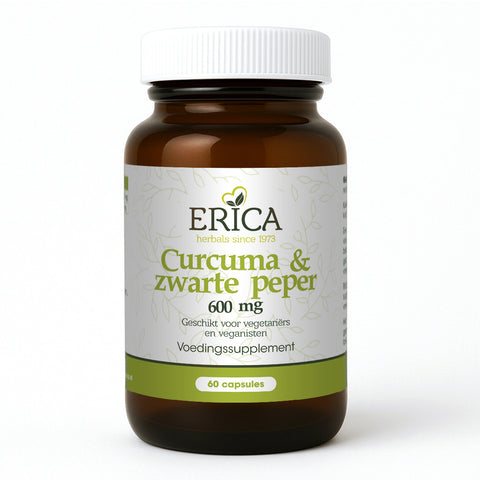 ERICA
herbals since 1973
Curcuma &
zwarte peper
600 mg
Geschikt voor vegetariërs
en veganisten
Voedingssupplement
60 capsules